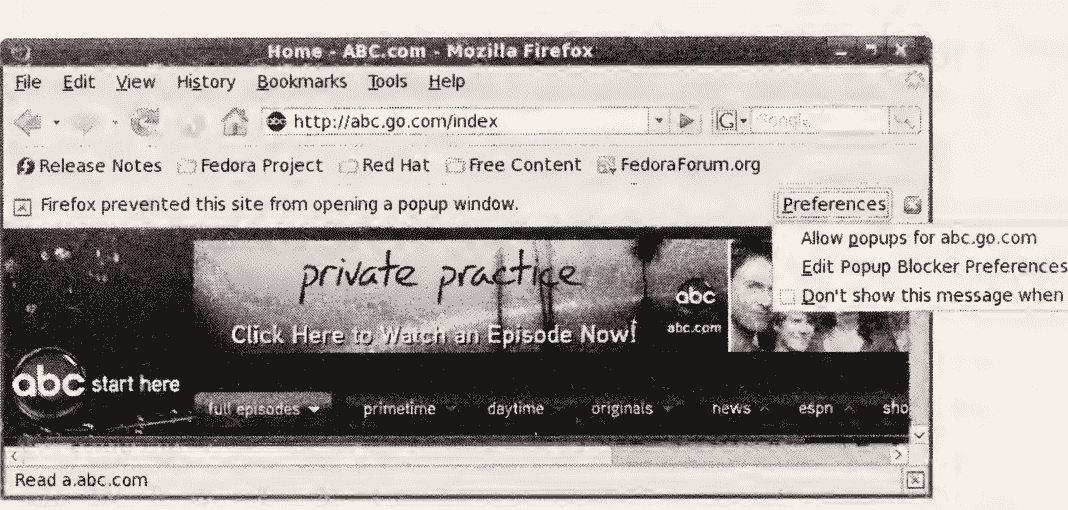 Home - ABC.com - Mozilla Firefox
File Edit View History Bookmarks Tools Help
abc http://abc.go.com/index G Google
Release Notes Fedora Project Red Hat Free Content FedoraForum.org
Firefox prevented this site from opening a popup window. Preferences
Allow popups for abc.go.com
Edit Popup Blocker Preferences
Don't show this message when
private practice
Click Here to Watch an Episode Now!
abc
abc.com
abc start here
full episodes primetime daytime originals news espn sho
Read a.abc.com